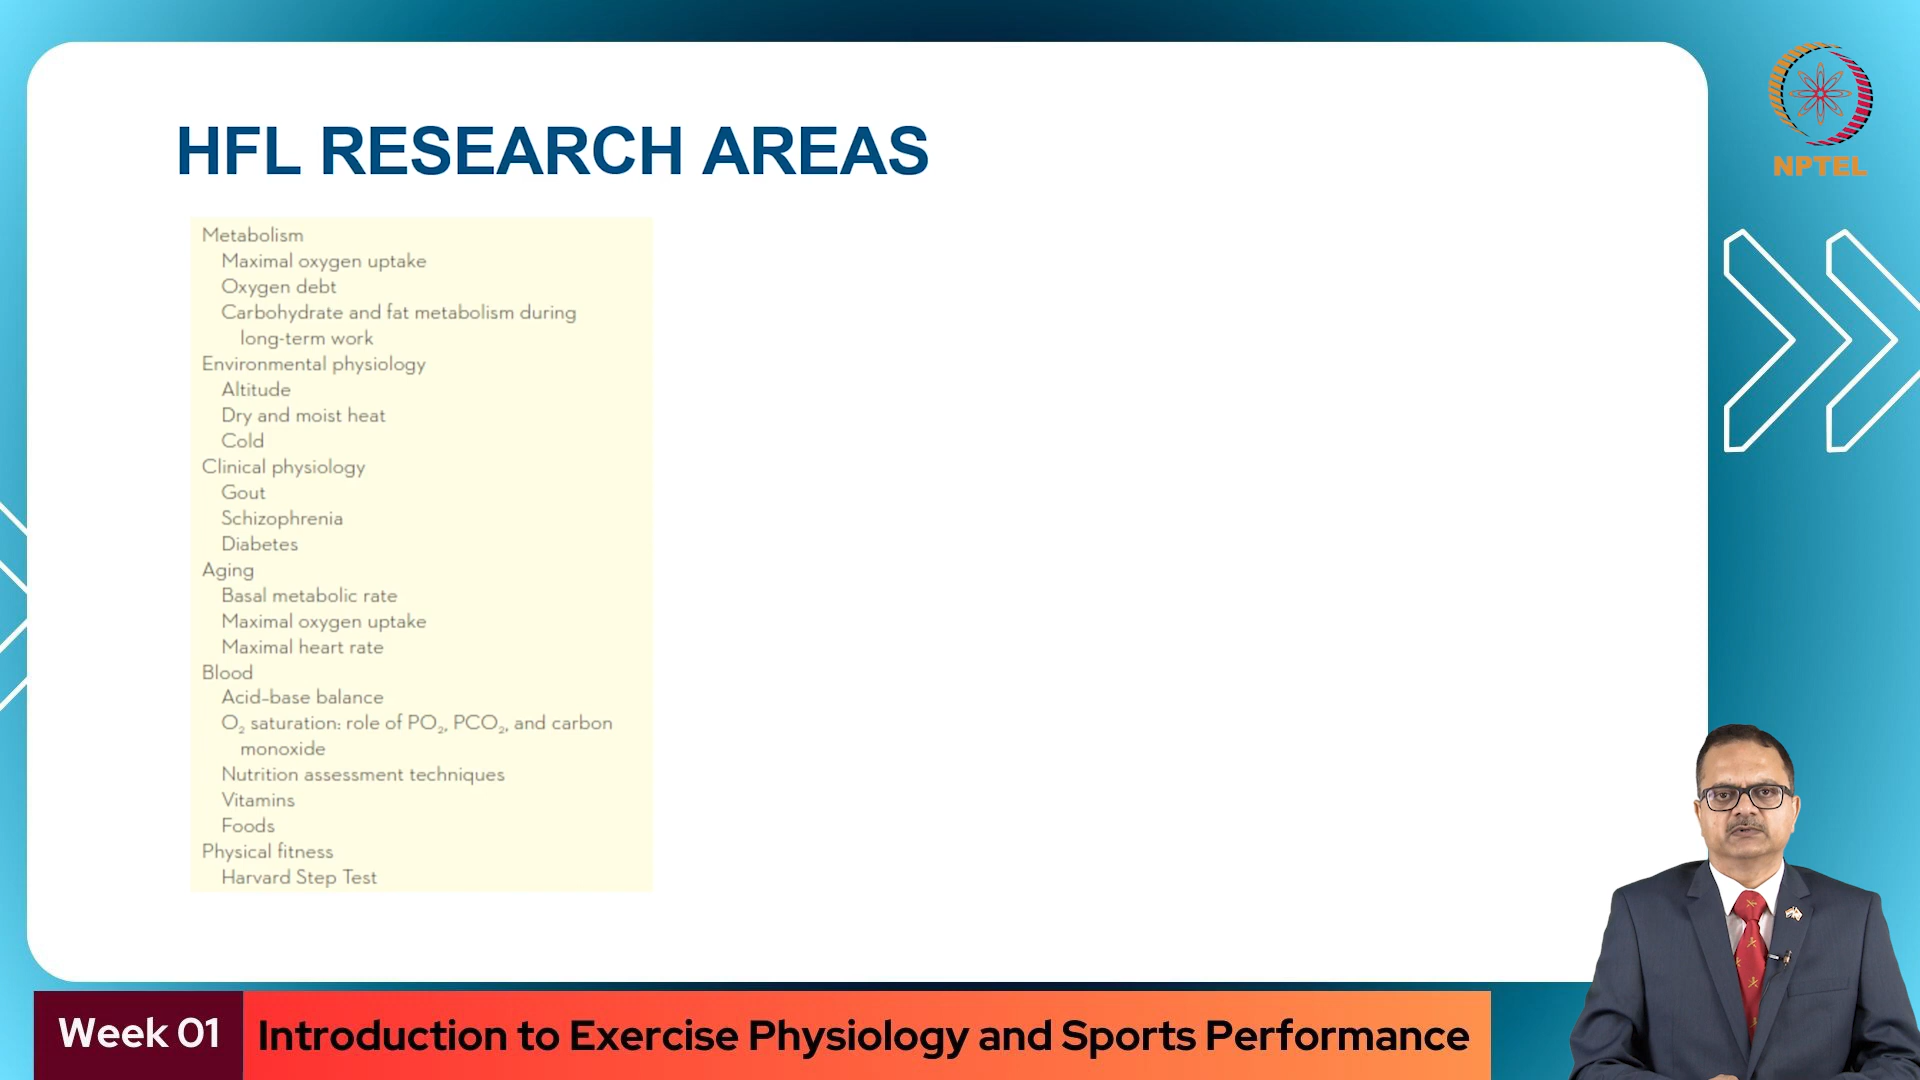 HFL RESEARCH AREAS
Metabolism
Maximal oxygen uptake
Oxygen debt
Carbohydrate and fat metabolism during
long-term work
Environmental physiology
Altitude
Dry and moist heat
Cold
Clinical physiology
Gout
Schizophrenia
Diabetes
Aging
Basal metabolic rate
Maximal oxygen uptake
Maximal heart rate
Blood
Acid–base balance
O₂ saturation: role of PO₂, PCO₂, and carbon
monoxide
Nutrition assessment techniques
Vitamins
Foods
Physical fitness
Harvard Step Test
NPTEL
Week 01
Introduction to Exercise Physiology and Sports Performance